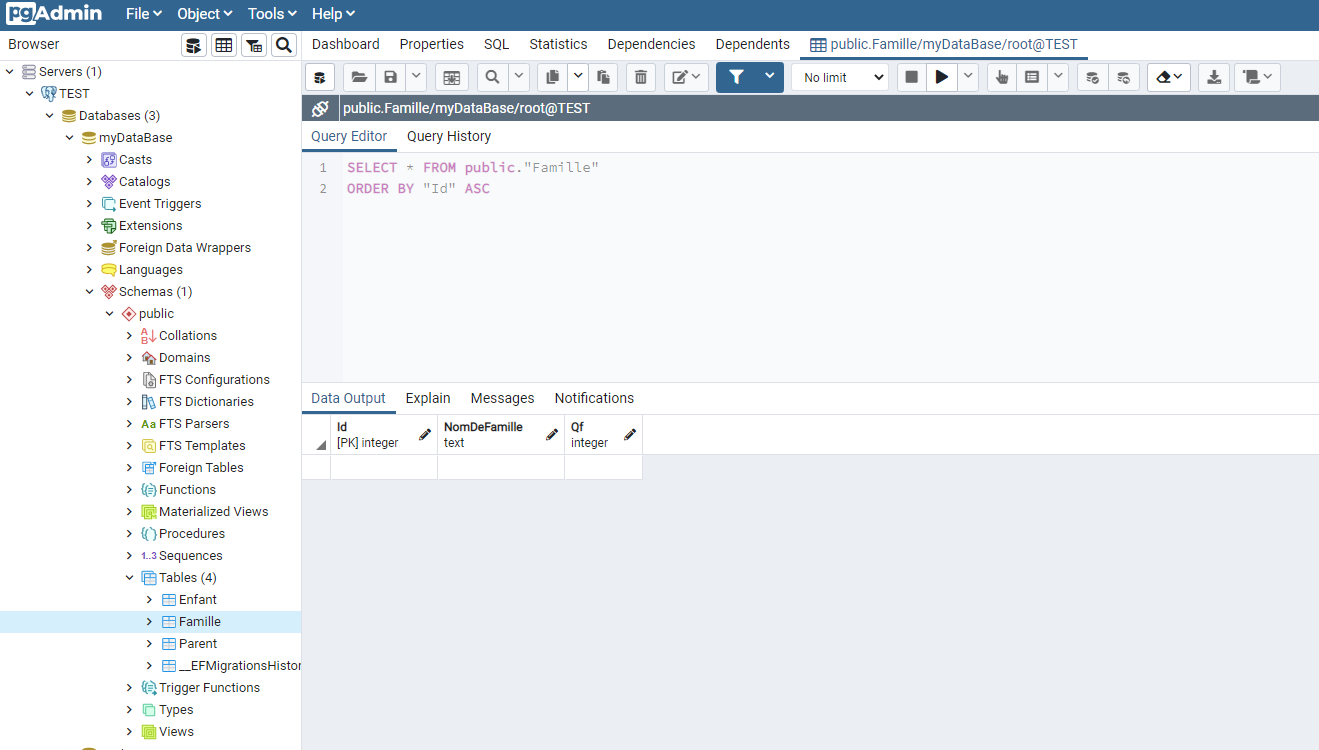 pgAdmin File Object Tools Help
Browser
Dashboard Properties SQL Statistics Dependencies Dependents public.Famille/myDataBase/root@TEST
Servers (1)
TEST
Databases (3)
myDataBase
Casts
Catalogs
Event Triggers
Extensions
Foreign Data Wrappers
Languages
Schemas (1)
public
Collations
Domains
FTS Configurations
FTS Dictionaries
Aa FTS Parsers
FTS Templates
Foreign Tables
Functions
Materialized Views
Procedures
1..3 Sequences
Tables (4)
Enfant
Famille
Parent
__EFMigrationsHistor
Trigger Functions
Types
Views
No limit
public.Famille/myDataBase/root@TEST
Query Editor Query History
1 SELECT * FROM public."Famille"
2 ORDER BY "Id" ASC
Data Output Explain Messages Notifications
Id NomDeFamille Qf
[PK] integer text integer